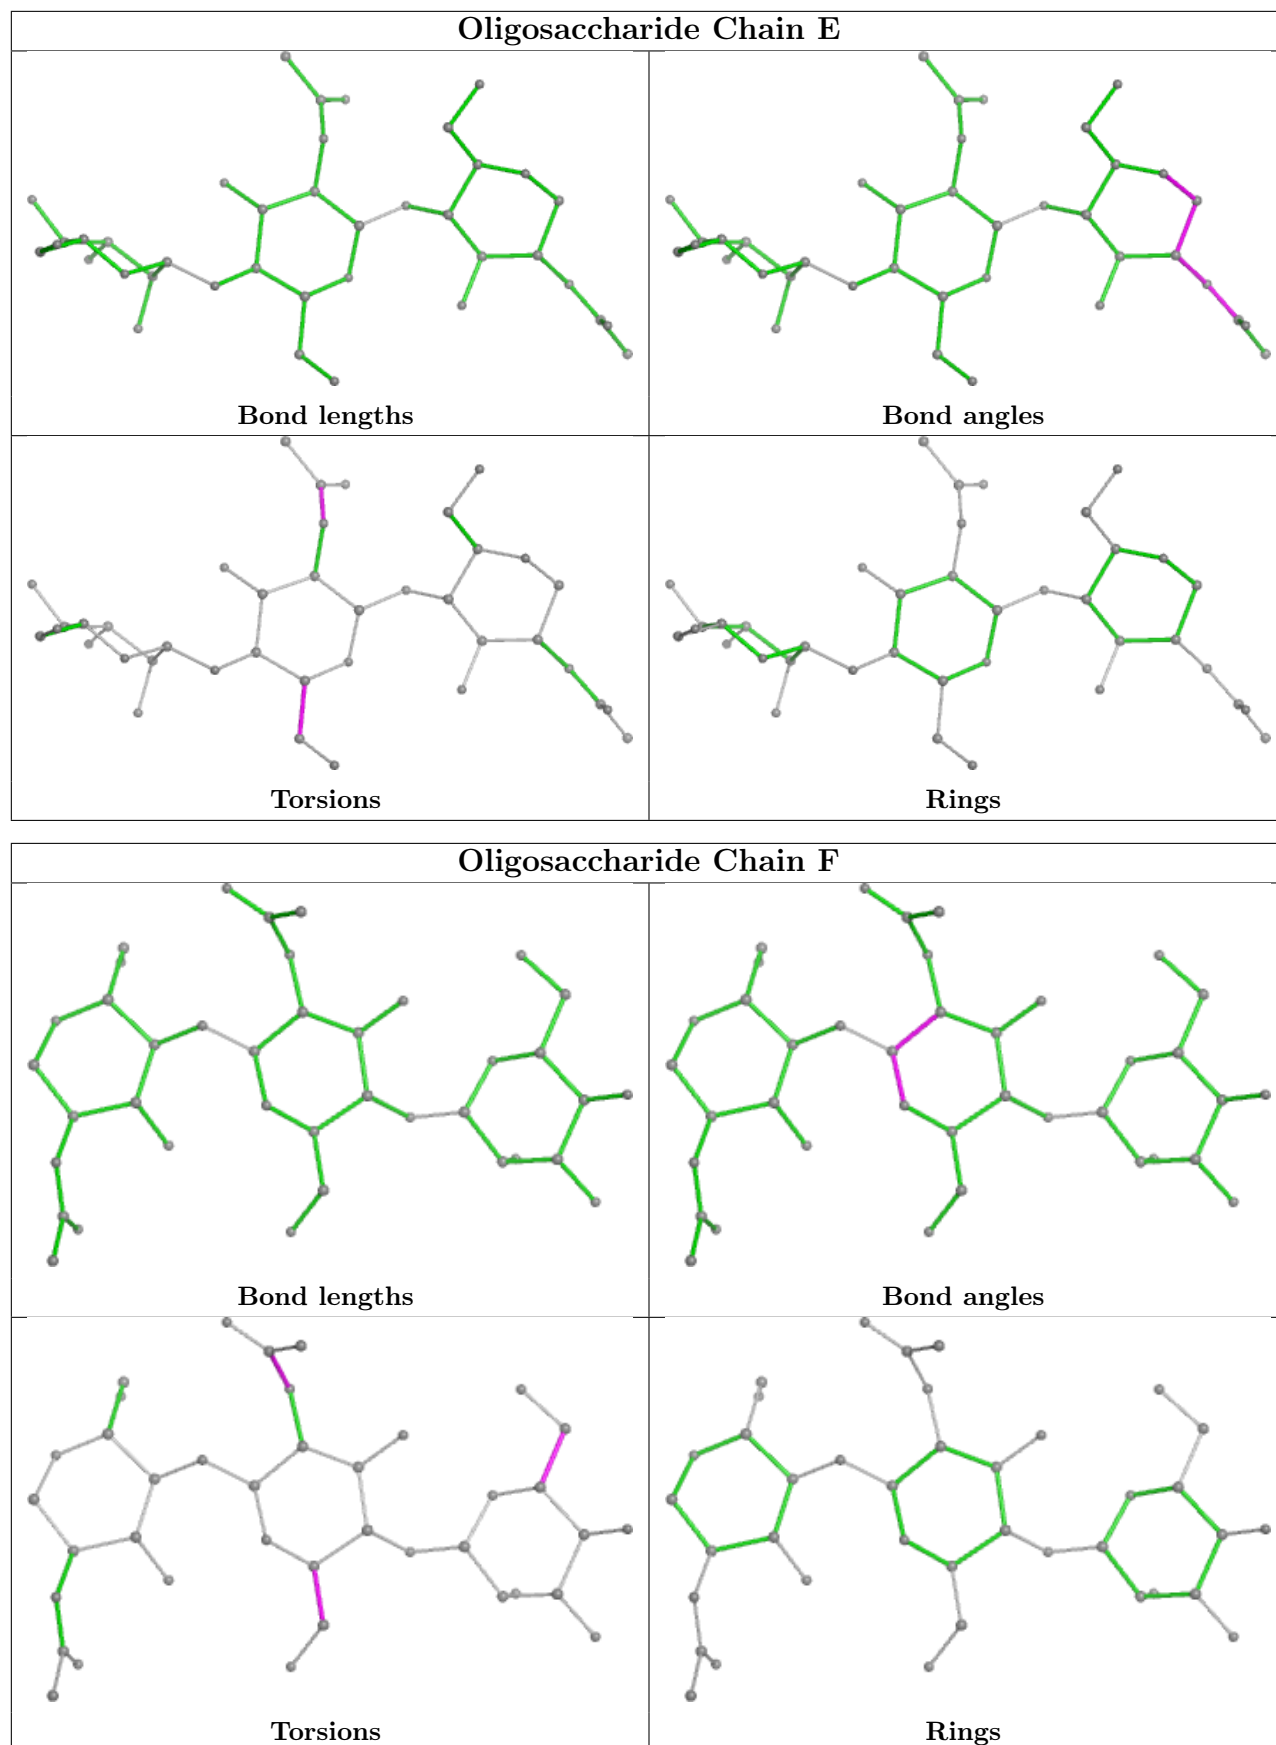 Oligosaccharide Chain E
Bond lengths
Bond angles
Torsions
Rings
Oligosaccharide Chain F
Bond lengths
Bond angles
Torsions
Rings